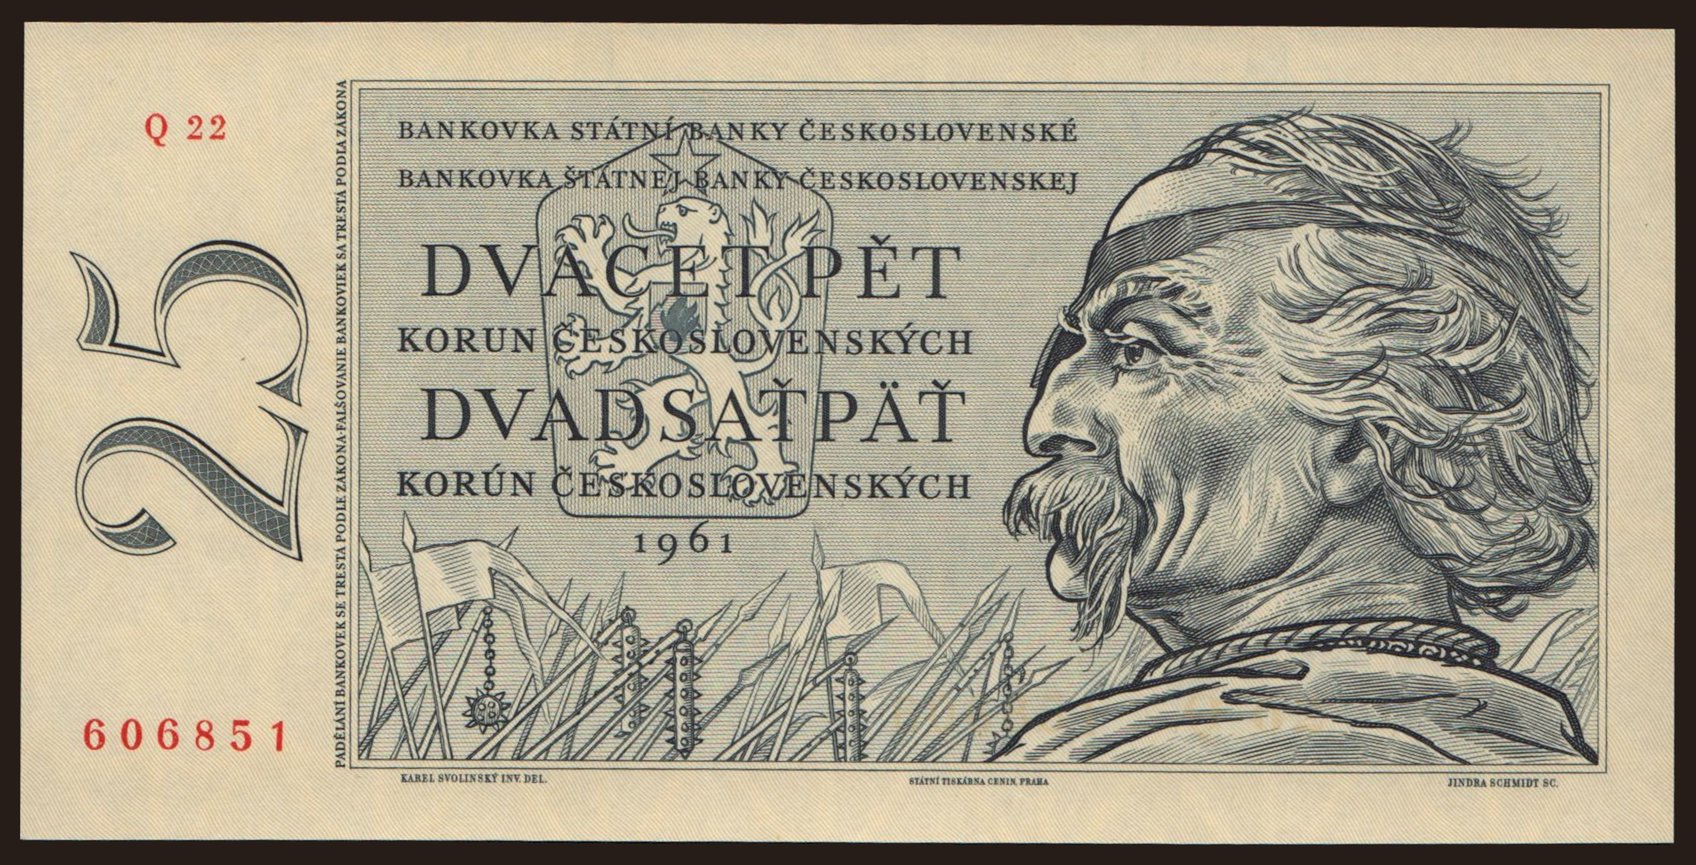 Q 22
25
606851
PADĚLÁNÍ BANKOVEK SE TRESTÁ PODLE ZÁKONA·FALŠOVANIE BANKOVIEK SA TRESTÁ PODĽA ZÁKONA
BANKOVKA STÁTNÍ BANKY ČESKOSLOVENSKÉ
BANKOVKA ŠTÁTNEJ BANKY ČESKOSLOVENSKEJ
DVACET PĚT
KORUN ČESKOSLOVENSKÝCH
DVADSAŤPÄŤ
KORÚN ČESKOSLOVENSKÝCH
1961
KAREL SVOLINSKÝ INV. DEL.
STÁTNÍ TISKÁRNA CENIN, PRAHA
JINDRA SCHMIDT SC.